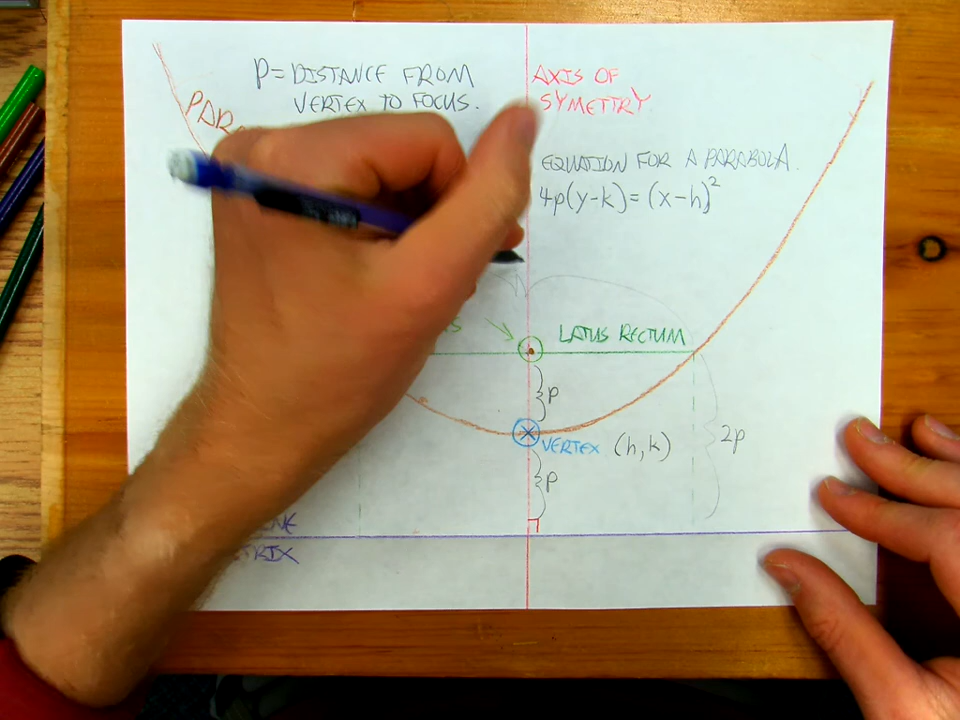 P = DISTANCE FROM
VERTEX TO FOCUS.
AXIS OF
SYMETTRY.
EQUATION FOR A PARABOLA.
4p(y-k) = (x-h)²
LATUS RECTUM
p
VERTEX (h, k)
2p
p